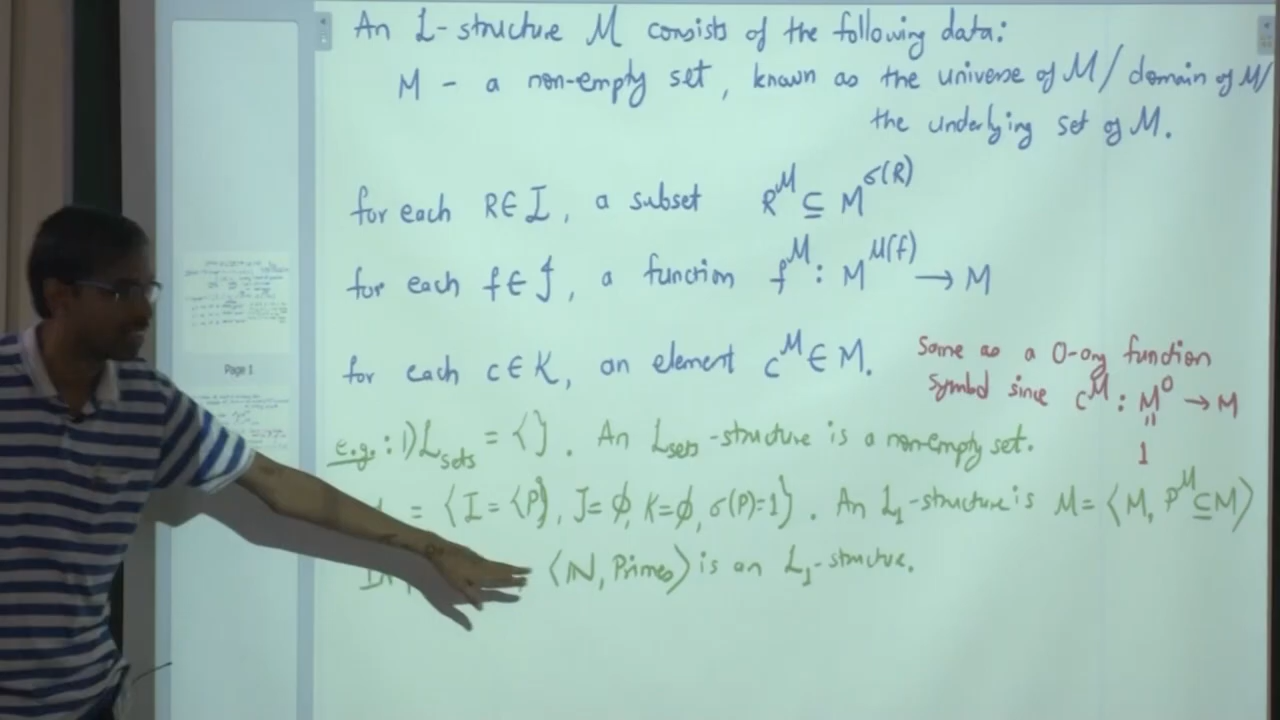 An L-structure M consists of the following data:
M - a non-empty set, known as the universe of M/ domain of M/
the underlying set of M.
for each R∈I, a subset R^M ⊆ M^σ(R)
for each f∈J, a function f^M : M^μ(f) → M
for each c∈K, an element c^M ∈ M.
Same as a 0-ary function
symbol since c^M : M^0 → M
=
1
e.g.: 1) L_sets = { }. An L_sets-structure is a non-empty set.
= {I = {P}, J=ϕ, K=ϕ, σ(P)=1}. An L_1-structure is M = ⟨M, P^M ⊆ M⟩
⟨ℕ, Primes⟩ is an L_1-structure.
Page 1